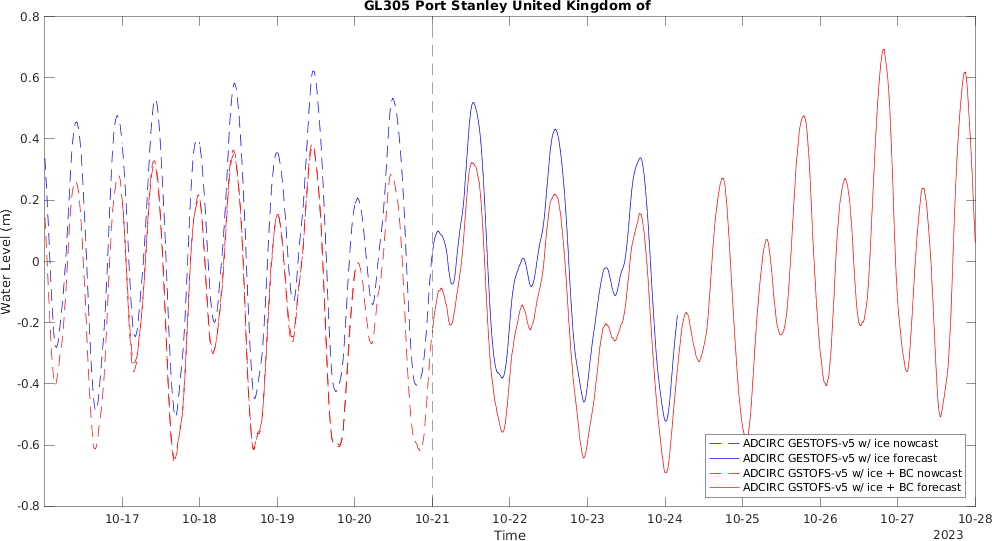 GL305 Port Stanley United Kingdom of
0.8
0.6
0.4
0.2
0
-0.2
-0.4
-0.6
-0.8
Water Level (m)
ADCIRC GESTOFS-v5 w/ ice nowcast
ADCIRC GESTOFS-v5 w/ ice forecast
ADCIRC GSTOFS-v5 w/ ice + BC nowcast
ADCIRC GSTOFS-v5 w/ ice + BC forecast
10-17 10-18 10-19 10-20 10-21 10-22 10-23 10-24 10-25 10-26 10-27 10-28
Time
2023